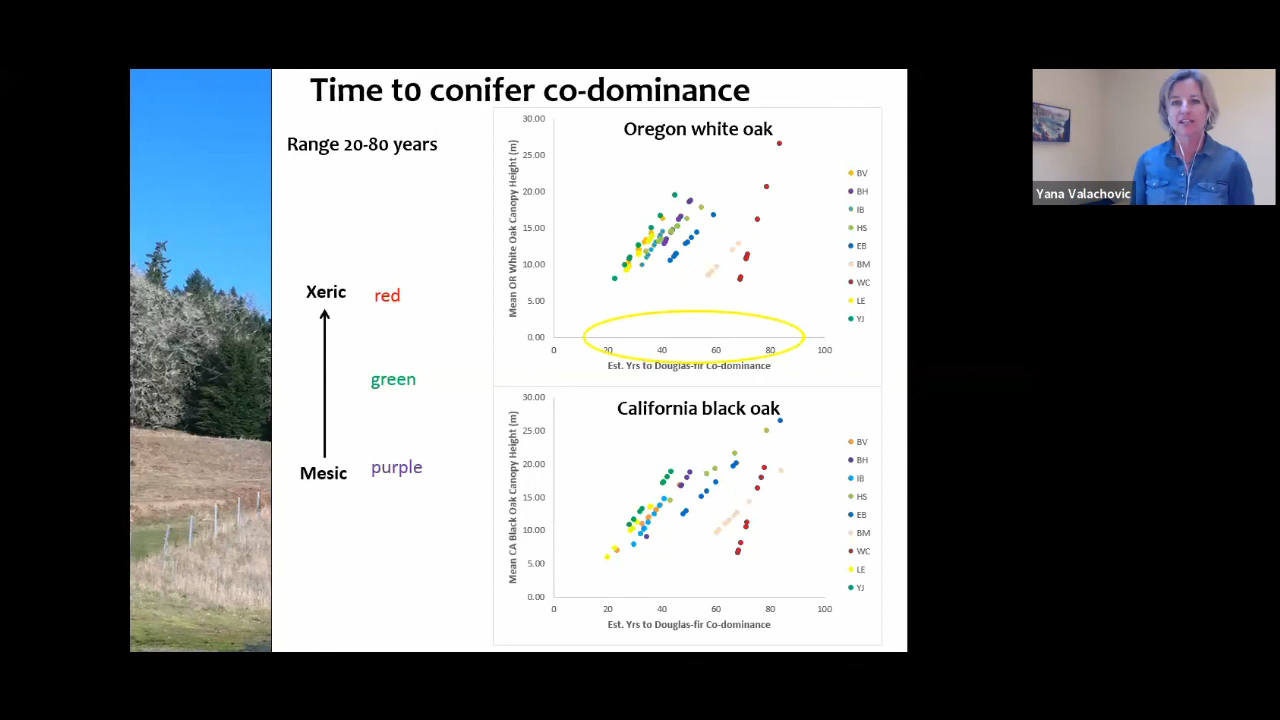 Time t0 conifer co-dominance
Range 20-80 years
Xeric
red
green
Mesic
purple
Oregon white oak
Mean OR White Oak Canopy Height (m)
30.00
25.00
20.00
15.00
10.00
5.00
0.00
0 20 40 60 80 100
Est. Yrs to Douglas-fir Co-dominance
BV
BH
IB
HS
EB
BM
WC
LE
YJ
California black oak
Mean CA Black Oak Canopy Height (m)
30.00
25.00
20.00
15.00
10.00
5.00
0.00
0 20 40 60 80 100
Est. Yrs to Douglas-fir Co-dominance
BV
BH
IB
HS
EB
BM
WC
LE
YJ
Yana Valachovic